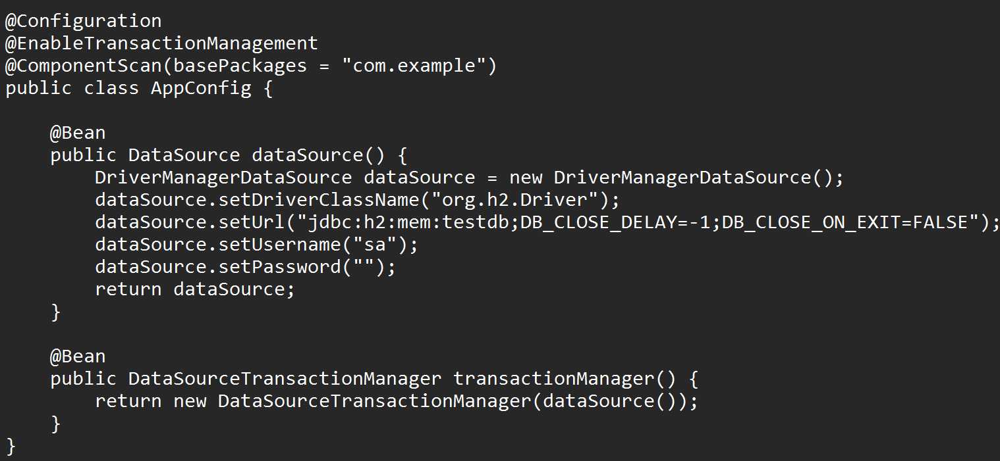 @Configuration
@EnableTransactionManagement
@ComponentScan(basePackages = "com.example")
public class AppConfig {

    @Bean
    public DataSource dataSource() {
        DriverManagerDataSource dataSource = new DriverManagerDataSource();
        dataSource.setDriverClassName("org.h2.Driver");
        dataSource.setUrl("jdbc:h2:mem:testdb;DB_CLOSE_DELAY=-1;DB_CLOSE_ON_EXIT=FALSE");
        dataSource.setUsername("sa");
        dataSource.setPassword("");
        return dataSource;
    }

    @Bean
    public DataSourceTransactionManager transactionManager() {
        return new DataSourceTransactionManager(dataSource());
    }
}